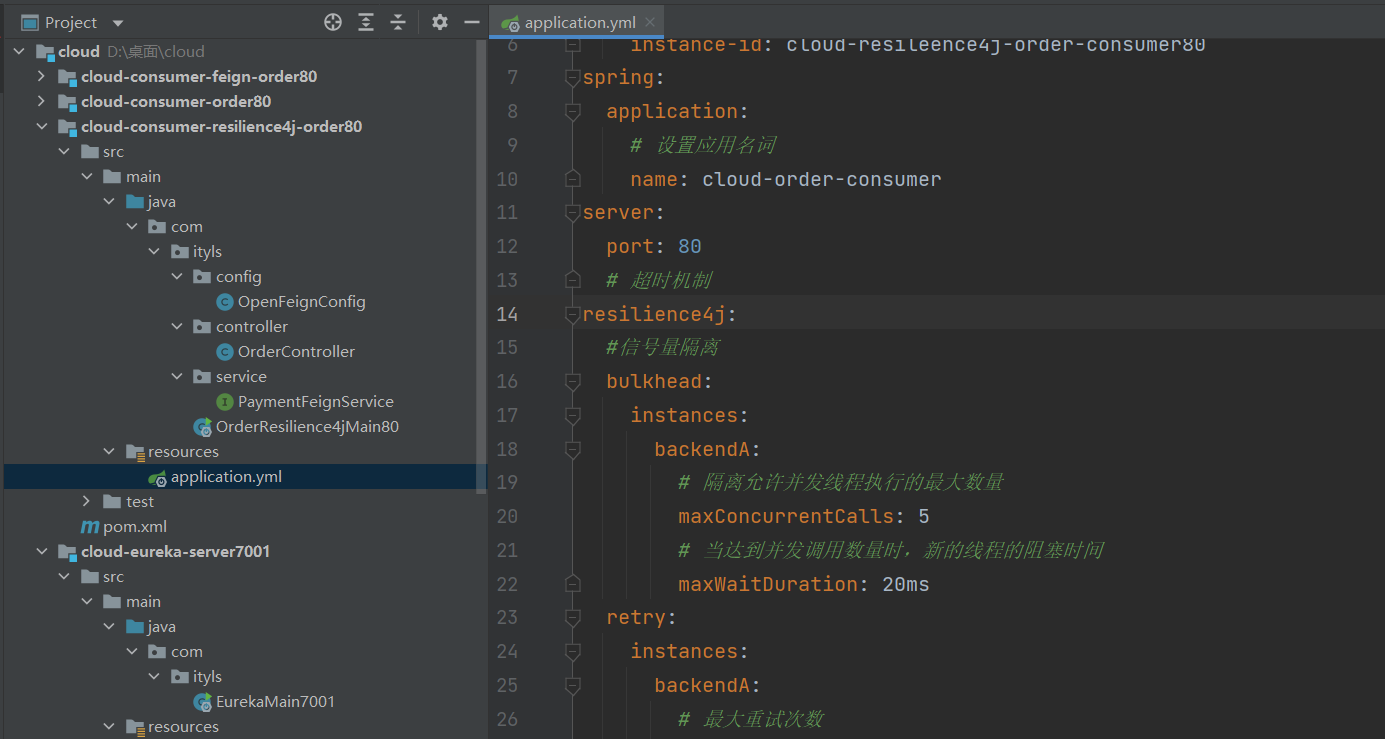 Project
cloud D:\桌面\cloud
cloud-consumer-feign-order80
cloud-consumer-order80
cloud-consumer-resilience4j-order80
src
main
java
com
ityls
config
OpenFeignConfig
controller
OrderController
service
PaymentFeignService
OrderResilience4jMain80
resources
application.yml
test
pom.xml
cloud-eureka-server7001
src
main
java
com
ityls
EurekaMain7001
resources
application.yml
6 instance-id: cloud-resileence4j-order-consumer80
7 spring:
8 application:
9 # 设置应用名词
10 name: cloud-order-consumer
11 server:
12 port: 80
13 # 超时机制
14 resilience4j:
15 #信号量隔离
16 bulkhead:
17 instances:
18 backendA:
19 # 隔离允许并发线程执行的最大数量
20 maxConcurrentCalls: 5
21 # 当达到并发调用数量时，新的线程的阻塞时间
22 maxWaitDuration: 20ms
23 retry:
24 instances:
25 backendA:
26 # 最大重试次数